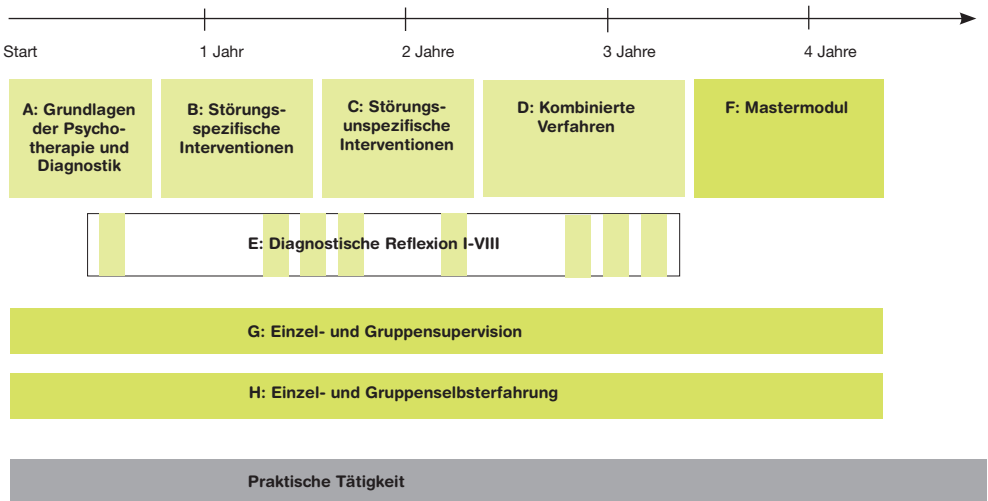 Start
1 Jahr
2 Jahre
3 Jahre
4 Jahre
A: Grundlagen
der Psycho-
therapie und
Diagnostik
B: Störungs-
spezifische
Interventionen
C: Störungs-
unspezifische
Interventionen
D: Kombinierte
Verfahren
F: Mastermodul
E: Diagnostische Reflexion I-VIII
G: Einzel- und Gruppensupervision
H: Einzel- und Gruppenselbsterfahrung
Praktische Tätigkeit